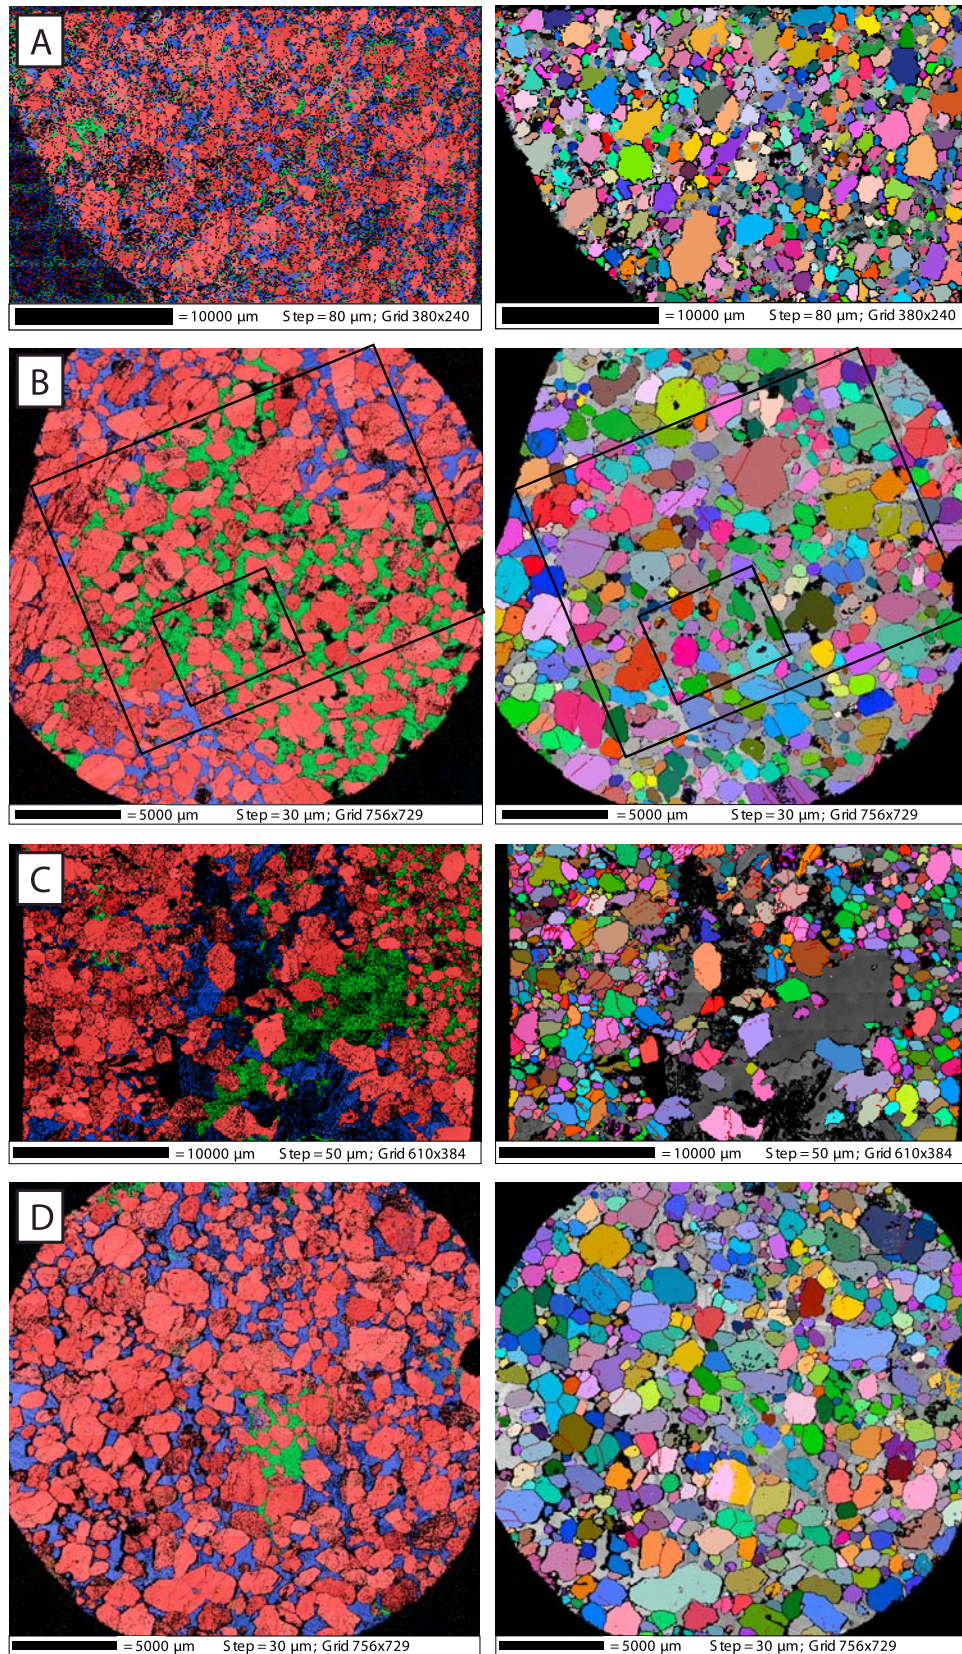 A
= 10000 µm Step = 80 µm; Grid 380x240
= 10000 µm Step = 80 µm; Grid 380x240
B
= 5000 µm Step = 30 µm; Grid 756x729
= 5000 µm Step = 30 µm; Grid 756x729
C
= 10000 µm Step = 50 µm; Grid 610x384
= 10000 µm Step = 50 µm; Grid 610x384
D
= 5000 µm Step = 30 µm; Grid 756x729
= 5000 µm Step = 30 µm; Grid 756x729